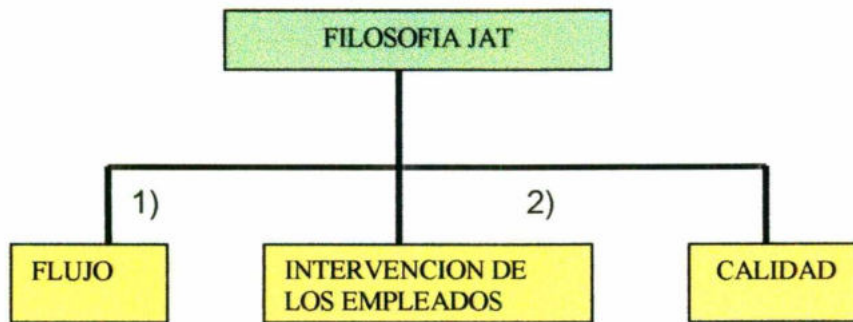 FILOSOFIA JAT
1)
2)
FLUJO
INTERVENCION DE
LOS EMPLEADOS
CALIDAD